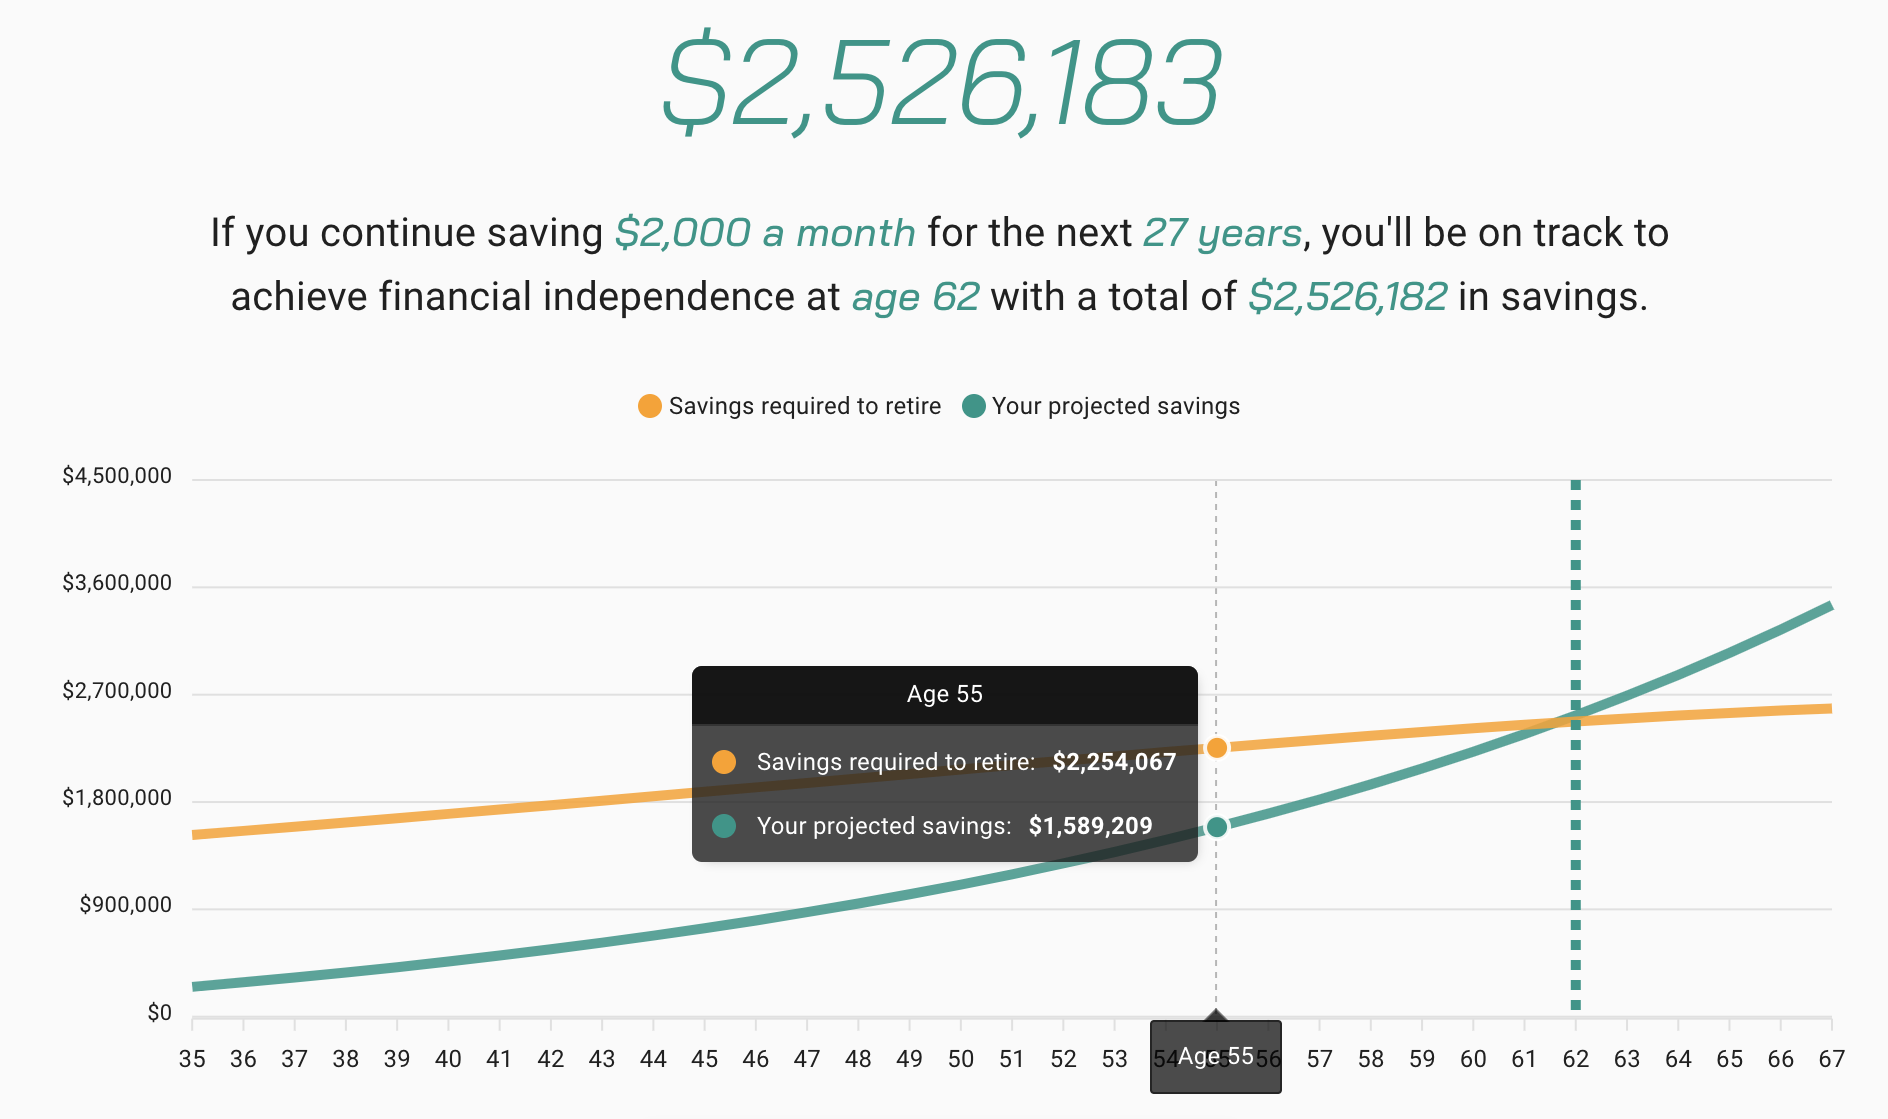 $2,526,183
If you continue saving $2,000 a month for the next 27 years, you'll be on track to
achieve financial independence at age 62 with a total of $2,526,182 in savings.
Savings required to retire Your projected savings
$4,500,000
$3,600,000
$2,700,000
$1,800,000
$900,000
$0
Age 55
Savings required to retire: $2,254,067
Your projected savings: $1,589,209
35 36 37 38 39 40 41 42 43 44 45 46 47 48 49 50 51 52 53 54 Age 55 56 57 58 59 60 61 62 63 64 65 66 67